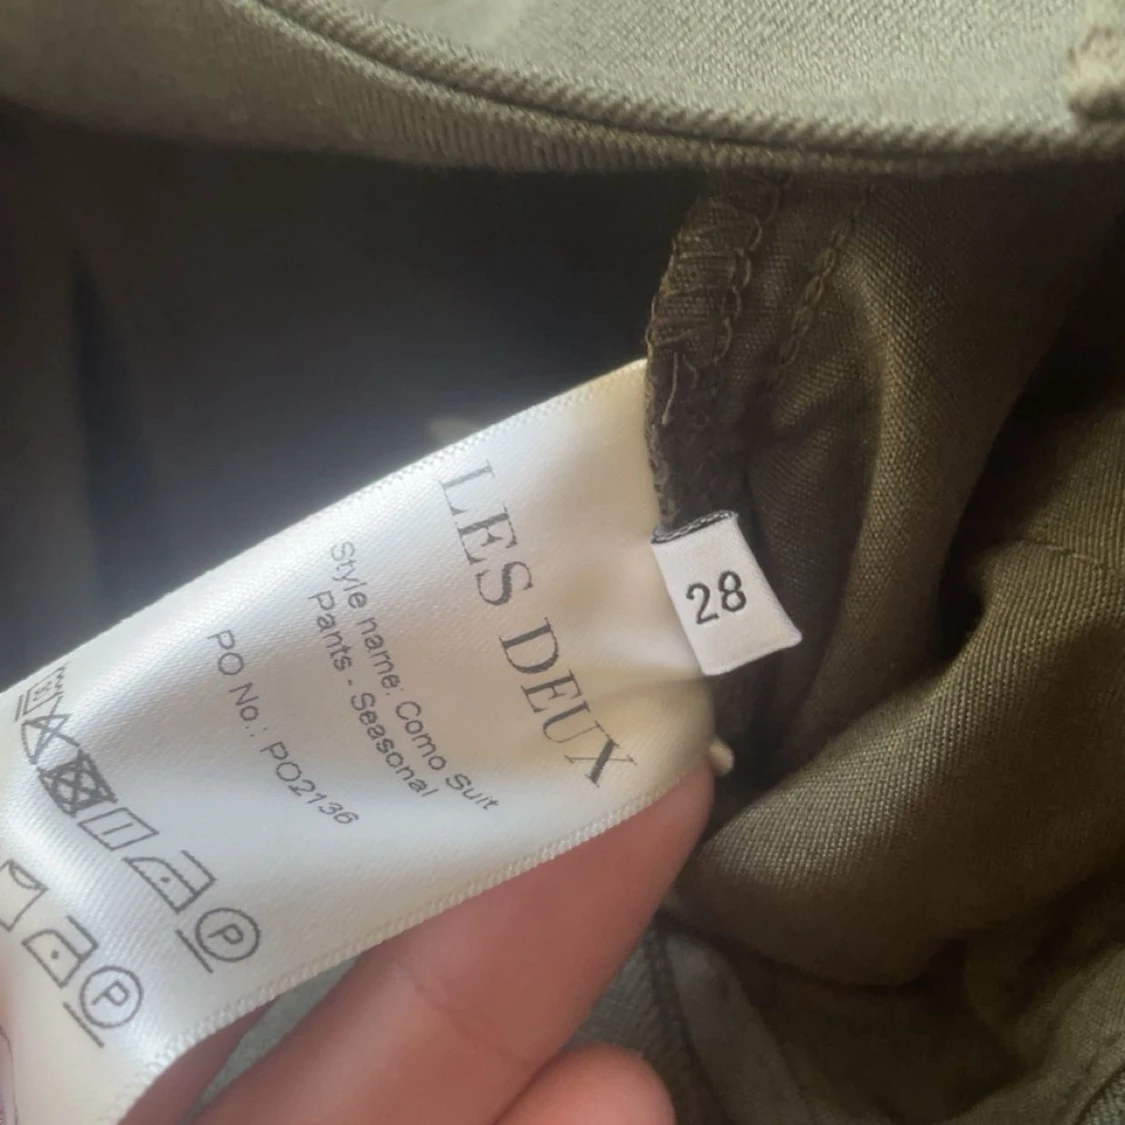 LES DEUX
28
Style name: Como Suit
Pants - Seasonal
PO No.: PO2136
P
P